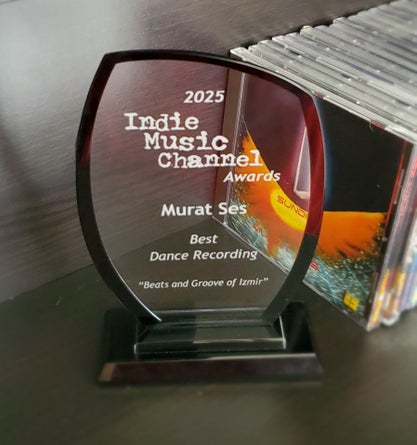 2025
Indie
Music
Channel
Awards
Murat Ses
Best
Dance Recording
"Beats and Groove of Izmir"